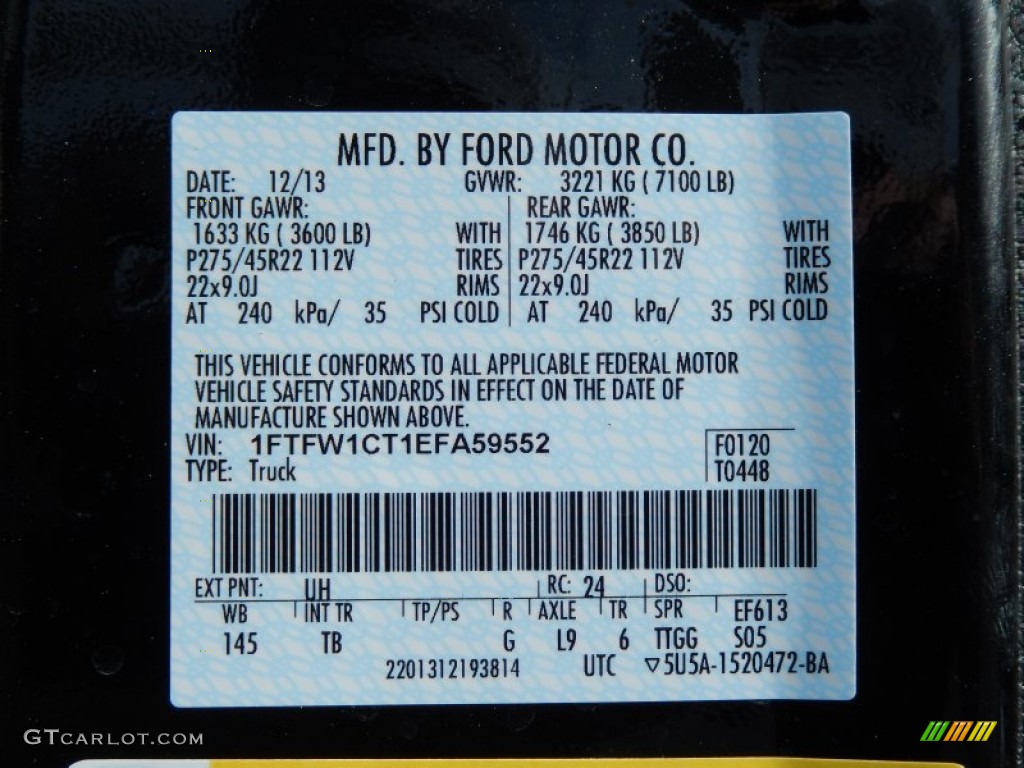 MFD. BY FORD MOTOR CO.
DATE: 12/13 GVWR: 3221 KG ( 7100 LB)
FRONT GAWR: REAR GAWR:
1633 KG ( 3600 LB) WITH 1746 KG ( 3850 LB) WITH
P275/45R22 112V TIRES P275/45R22 112V TIRES
22x9.0J RIMS 22x9.0J RIMS
AT 240 kPa/ 35 PSI COLD AT 240 kPa/ 35 PSI COLD
THIS VEHICLE CONFORMS TO ALL APPLICABLE FEDERAL MOTOR
VEHICLE SAFETY STANDARDS IN EFFECT ON THE DATE OF
MANUFACTURE SHOWN ABOVE.
VIN: 1FTFW1CT1EFA59552 F0120
TYPE: Truck T0448
EXT PNT: UH RC: 24 DSO:
WB INT TR TP/PS R AXLE TR SPR EF613
145 TB G L9 6 TTGG S05
2201312193814 UTC ▽5U5A-1520472-BA
GTCARLOT.COM